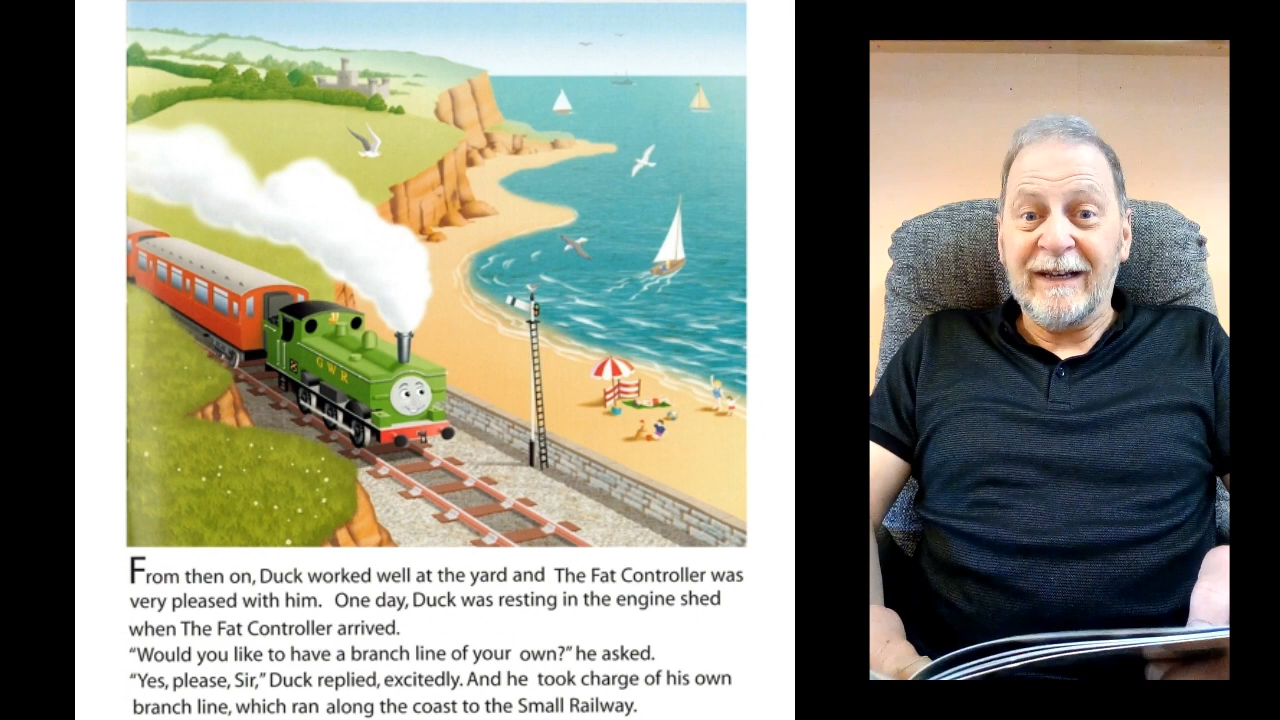 GWR
From then on, Duck worked well at the yard and The Fat Controller was
very pleased with him. One day, Duck was resting in the engine shed
when The Fat Controller arrived.
“Would you like to have a branch line of your own?” he asked.
“Yes, please, Sir,” Duck replied, excitedly. And he took charge of his own
branch line, which ran along the coast to the Small Railway.